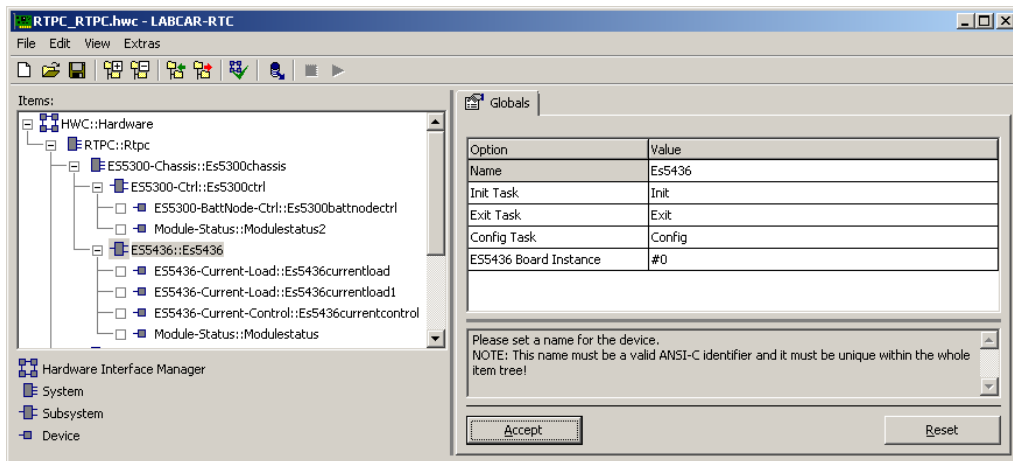 RTPC_RTPC.hwc - LABCAR-RTC
File Edit View Extras
Items:
HWC::Hardware
RTPC::Rtpc
ES5300-Chassis::Es5300chassis
ES5300-Ctrl::Es5300ctrl
ES5300-BattNode-Ctrl::Es5300battnodectrl
Module-Status::Modulestatus2
ES5436::Es5436
ES5436-Current-Load::Es5436currentload
ES5436-Current-Load::Es5436currentload1
ES5436-Current-Control::Es5436currentcontrol
Module-Status::Modulestatus
Hardware Interface Manager
System
Subsystem
Device
Globals
Option Value
Name Es5436
Init Task Init
Exit Task Exit
Config Task Config
ES5436 Board Instance #0
Please set a name for the device.
NOTE: This name must be a valid ANSI-C identifier and it must be unique within the whole
item tree!
Accept Reset